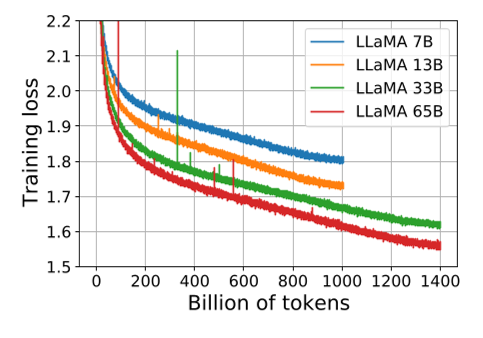 2.2
2.1
2.0
1.9
1.8
1.7
1.6
1.5
Training loss
LLaMA 7B
LLaMA 13B
LLaMA 33B
LLaMA 65B
0 200 400 600 800 1000 1200 1400
Billion of tokens